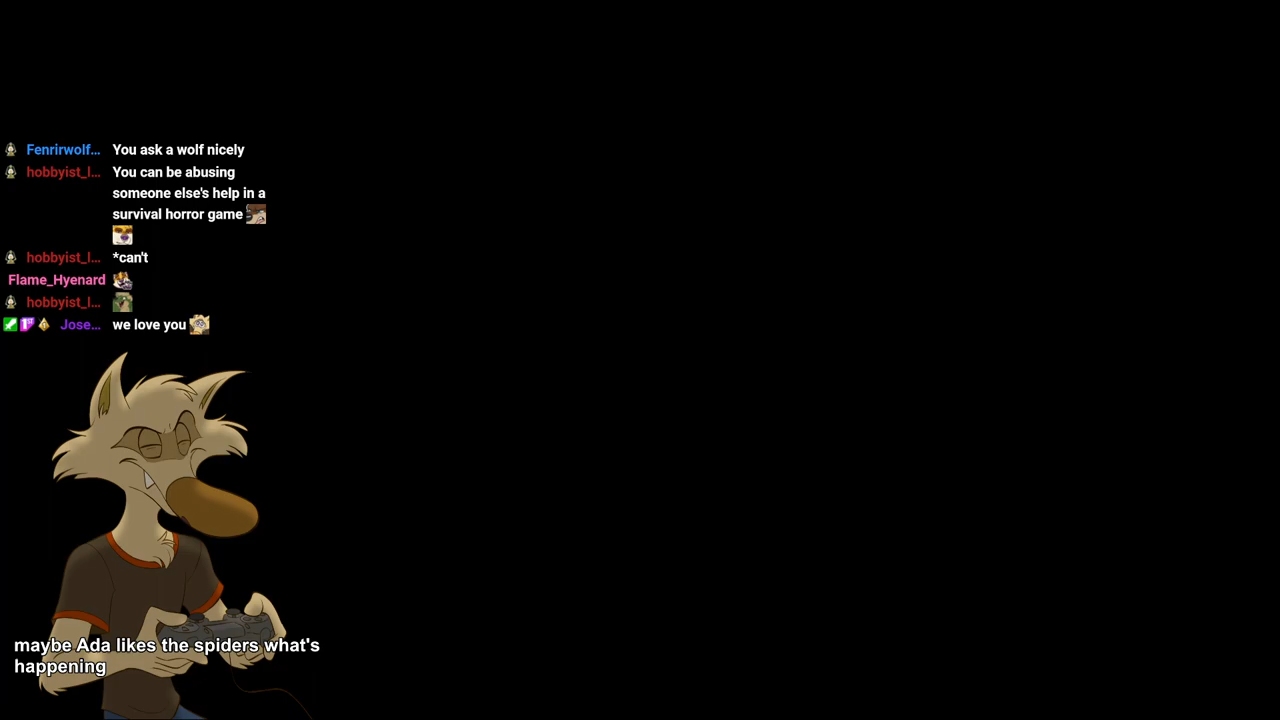 Fenrirwolf... You ask a wolf nicely
hobbyist_l... You can be abusing
someone else's help in a
survival horror game
hobbyist_l... *can't
Flame_Hyenard
hobbyist_l...
Jose... we love you
maybe Ada likes the spiders what's
happening